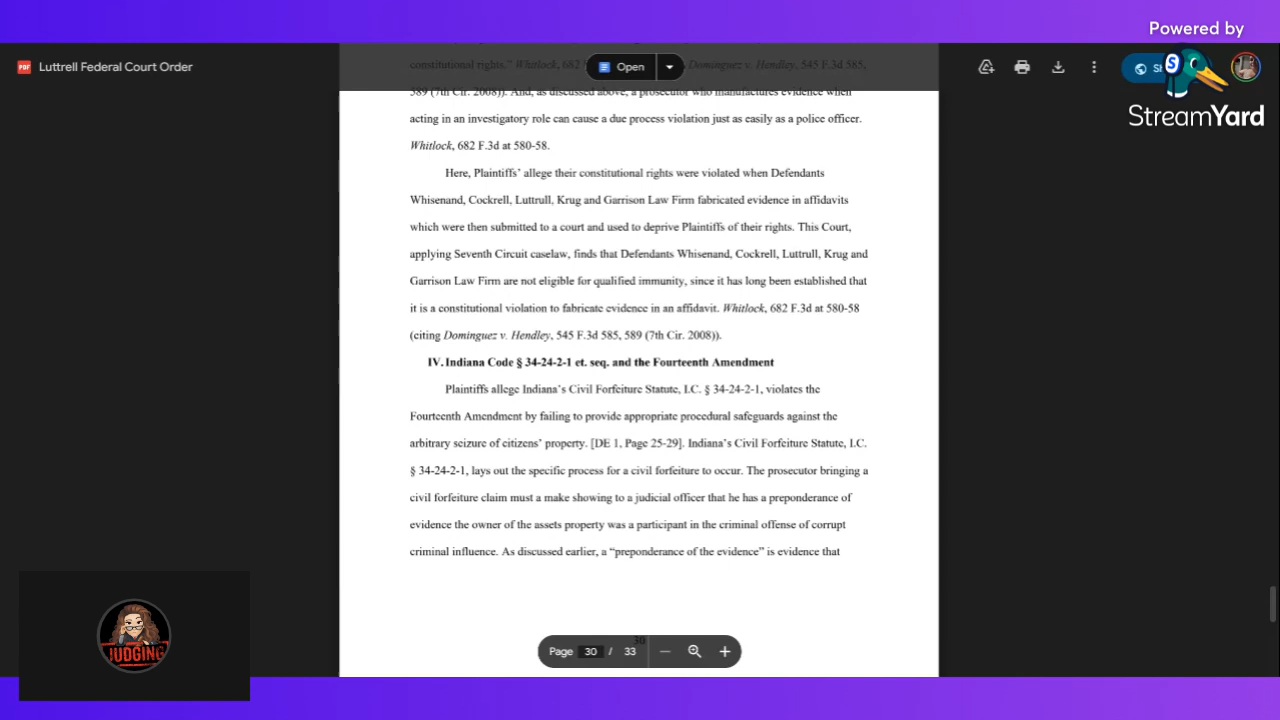 Powered by
StreamYard
Luttrell Federal Court Order
Open
constitutional rights." Whitlock, 682 Dominguez v. Hendley, 545 F.3d 585,
589 (7th Cir. 2008)). And, as discussed above, a prosecutor who manufactures evidence when
acting in an investigatory role can cause a due process violation just as easily as a police officer.
Whitlock, 682 F.3d at 580-58.
Here, Plaintiffs' allege their constitutional rights were violated when Defendants
Whisenand, Cockrell, Luttrull, Krug and Garrison Law Firm fabricated evidence in affidavits
which were then submitted to a court and used to deprive Plaintiffs of their rights. This Court,
applying Seventh Circuit caselaw, finds that Defendants Whisenand, Cockrell, Luttrull, Krug and
Garrison Law Firm are not eligible for qualified immunity, since it has long been established that
it is a constitutional violation to fabricate evidence in an affidavit. Whitlock, 682 F.3d at 580-58
(citing Dominguez v. Hendley, 545 F.3d 585, 589 (7th Cir. 2008)).
IV. Indiana Code § 34-24-2-1 et. seq. and the Fourteenth Amendment
Plaintiffs allege Indiana's Civil Forfeiture Statute, I.C. § 34-24-2-1, violates the
Fourteenth Amendment by failing to provide appropriate procedural safeguards against the
arbitrary seizure of citizens' property. [DE 1, Page 25-29]. Indiana's Civil Forfeiture Statute, I.C.
§ 34-24-2-1, lays out the specific process for a civil forfeiture to occur. The prosecutor bringing a
civil forfeiture claim must a make showing to a judicial officer that he has a preponderance of
evidence the owner of the assets property was a participant in the criminal offense of corrupt
criminal influence. As discussed earlier, a "preponderance of the evidence" is evidence that
30
Page 30 / 33
JUDGING